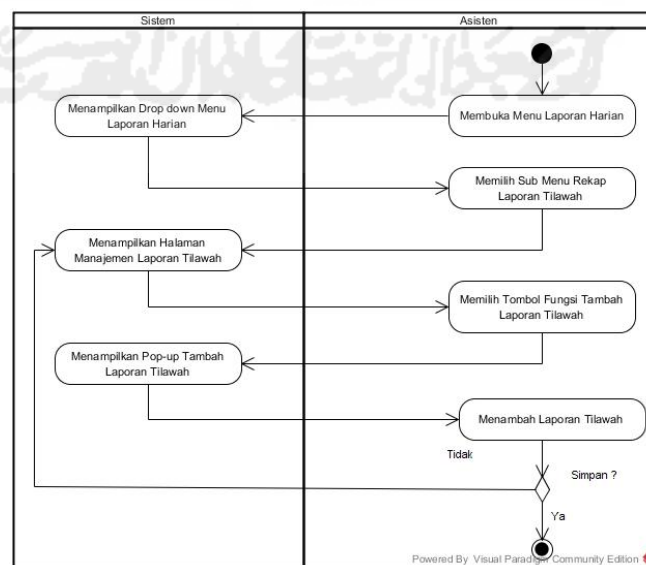 Sistem
Asisten
Membuka Menu Laporan Harian
Menampilkan Drop down Menu
Laporan Harian
Memilih Sub Menu Rekap
Laporan Tilawah
Menampilkan Halaman
Manajemen Laporan Tilawah
Memilih Tombol Fungsi Tambah
Laporan Tilawah
Menampilkan Pop-up Tambah
Laporan Tilawah
Menambah Laporan Tilawah
Tidak
Simpan ?
Ya
Powered By Visual Paradigm Community Edition